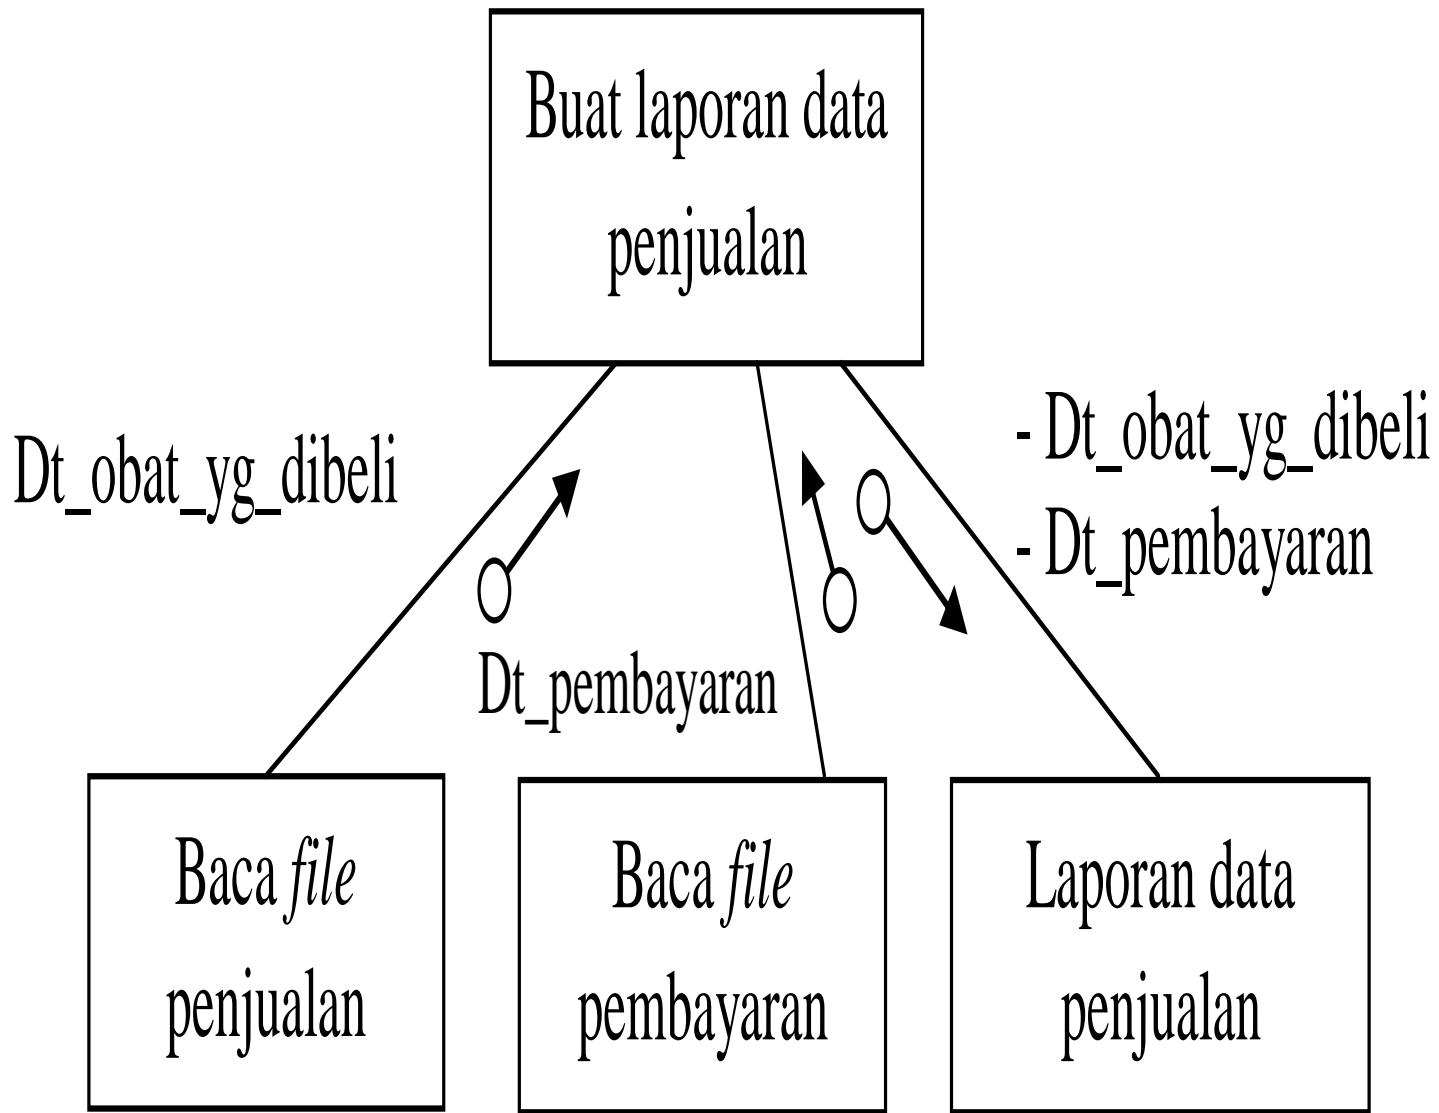 Buat laporan data
penjualan
Dt_obat_yg_dibeli
- Dt_obat_yg_dibeli
- Dt_pembayaran
Dt_pembayaran
Baca file
penjualan
Baca file
pembayaran
Laporan data
penjualan